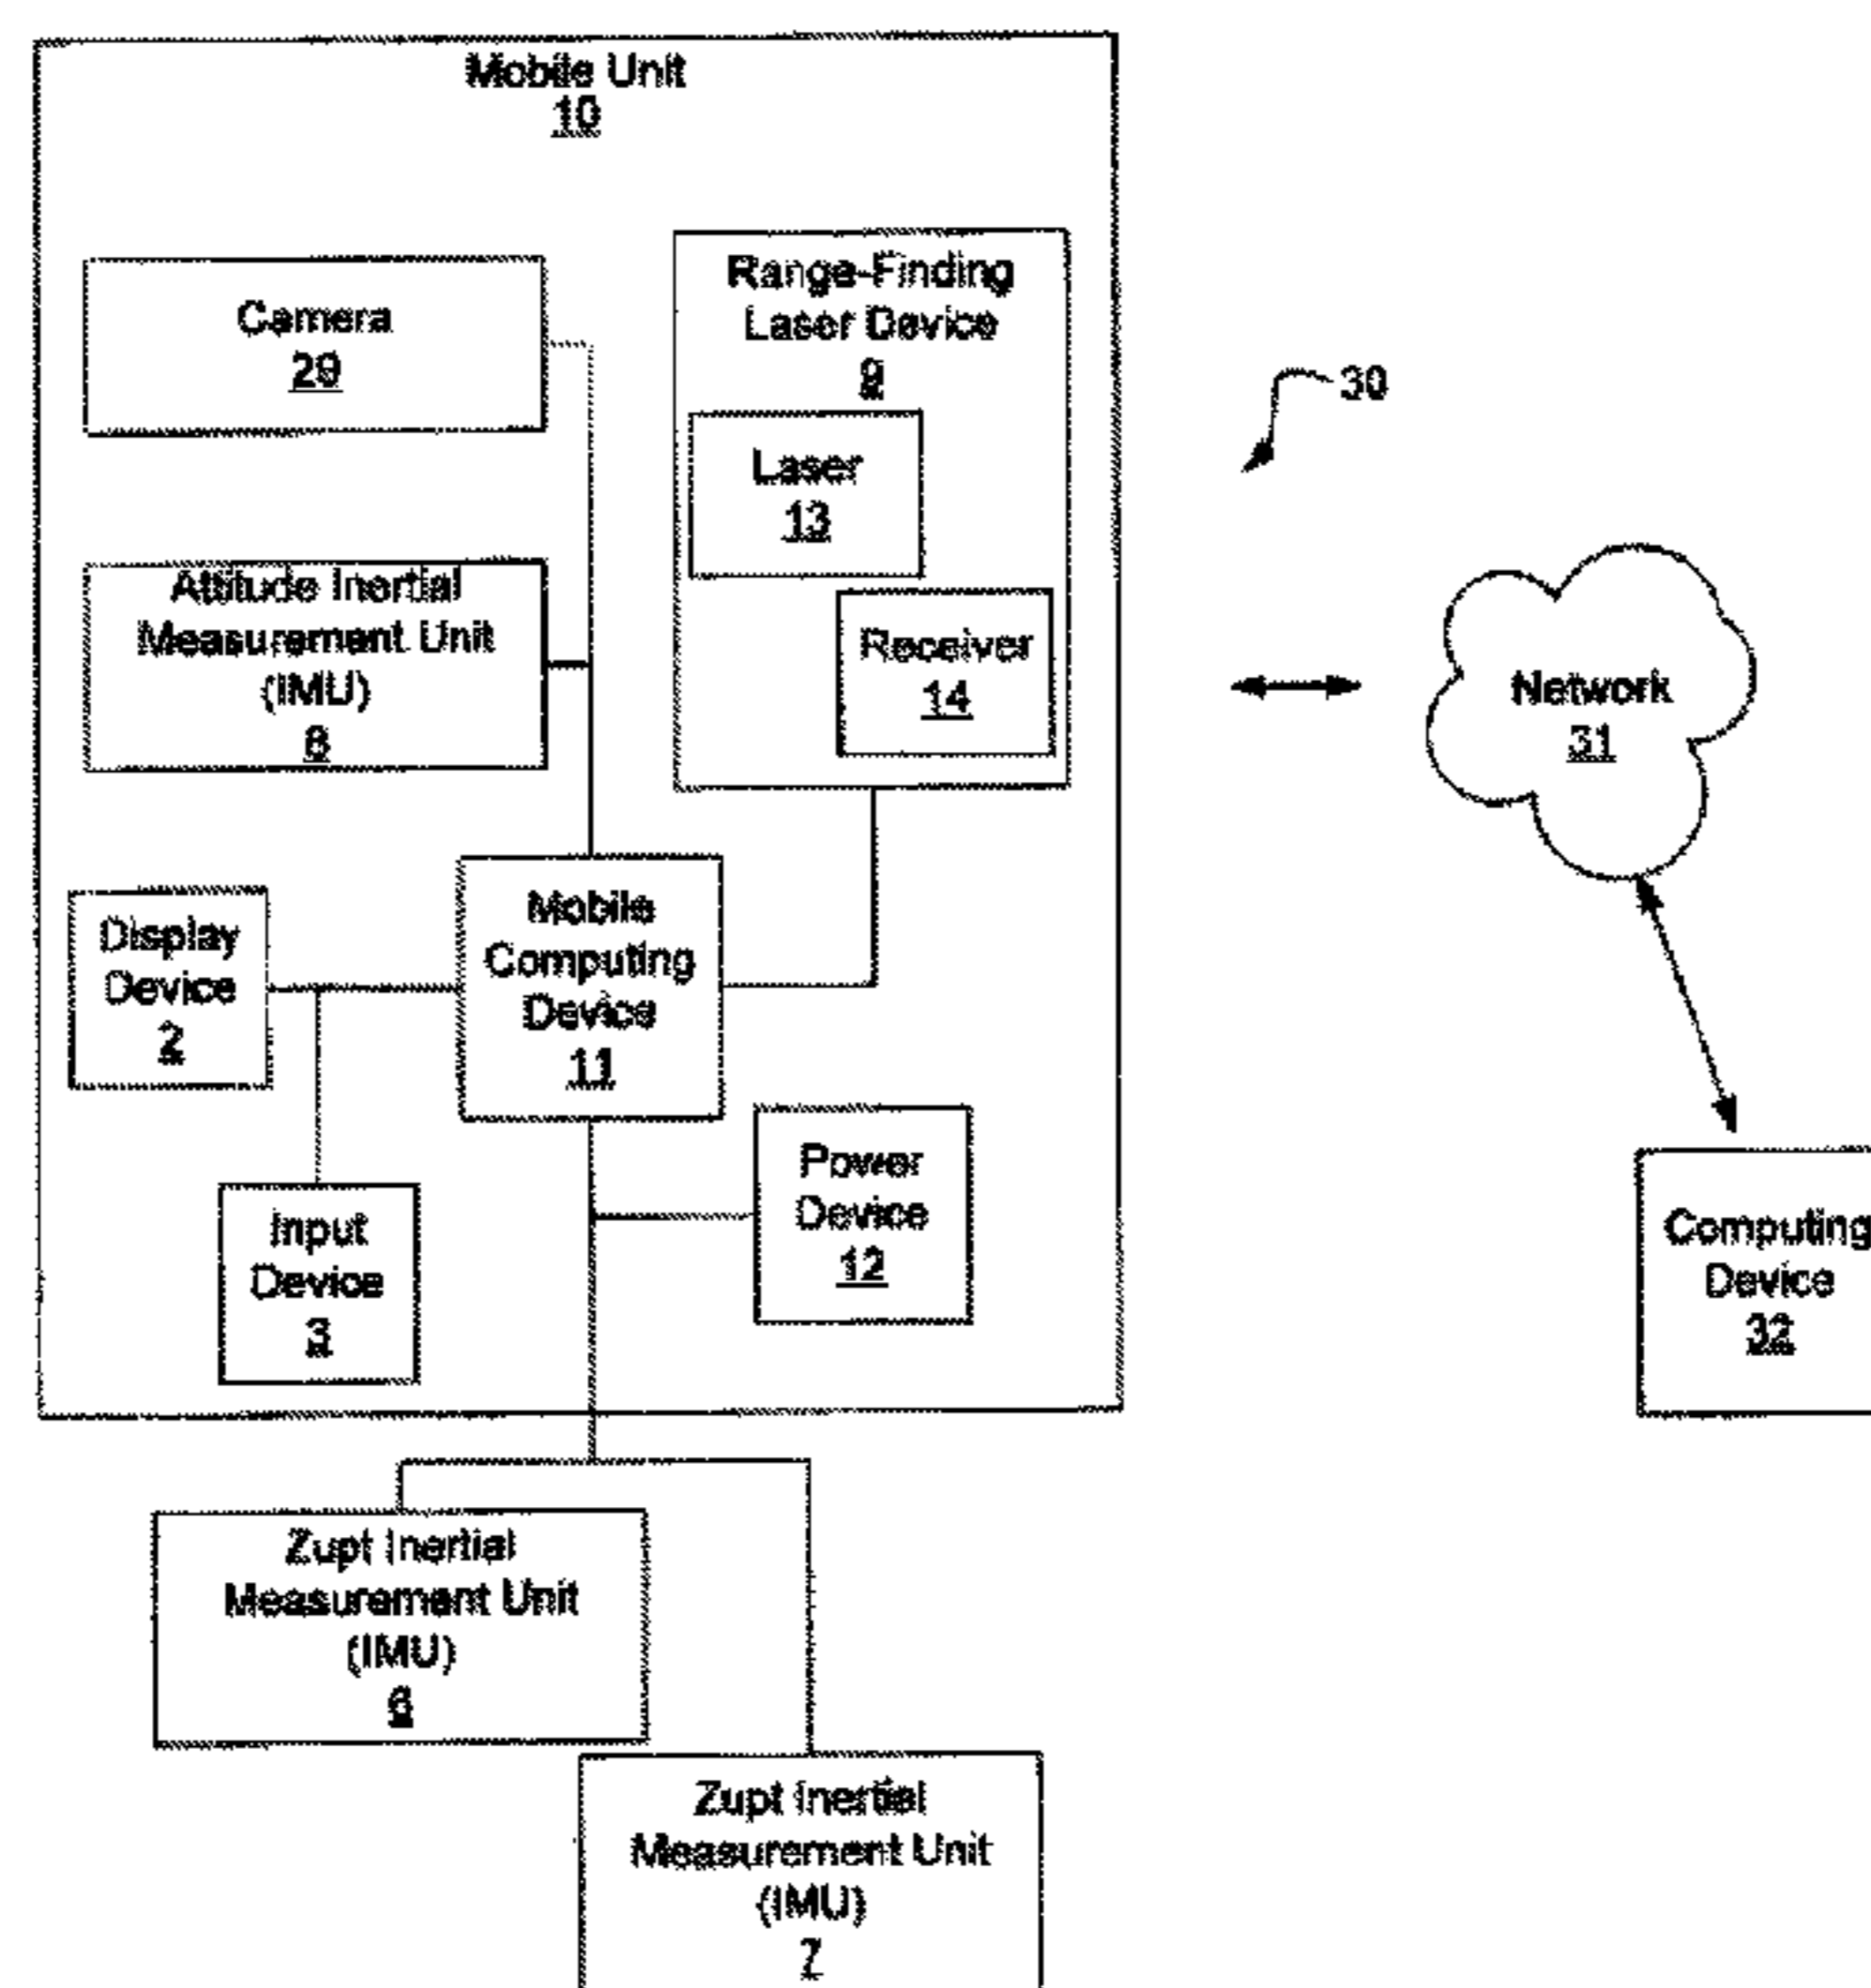 Mobile Unit
10
Camera
29
Range-Finding
Laser Device
9
Laser
13
Receiver
14
Attitude Inertial
Measurement Unit
(IMU)
8
Display
Device
2
Mobile
Computing
Device
11
Input
Device
3
Power
Device
12
30
Network
31
Computing
Device
32
Zupt Inertial
Measurement Unit
(IMU)
6
Zupt Inertial
Measurement Unit
(IMU)
7